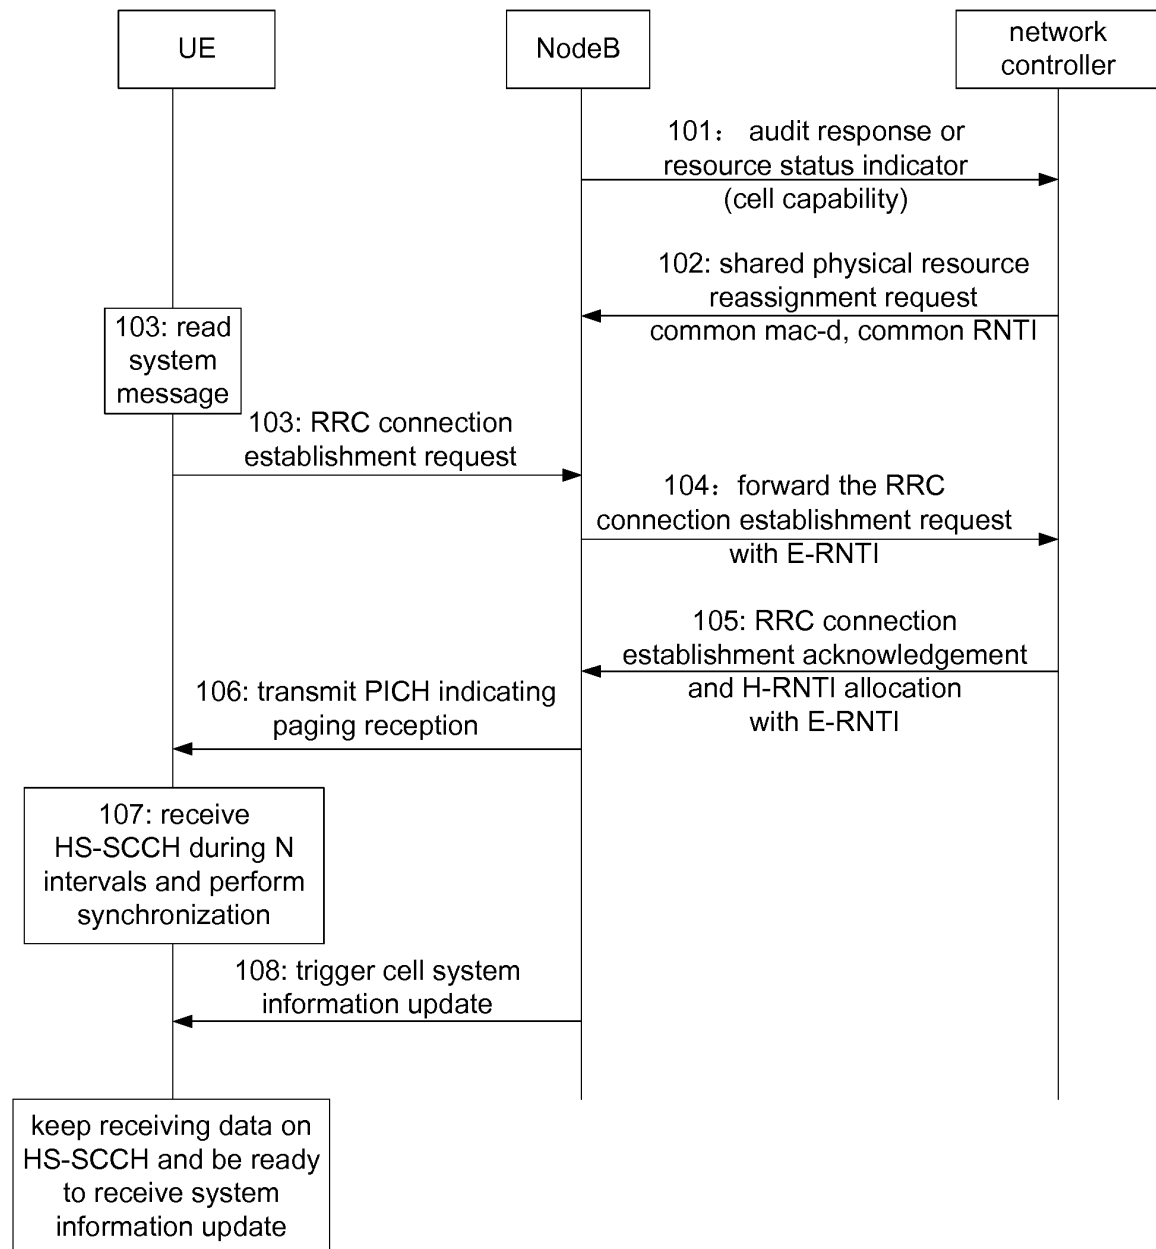 UE
NodeB
network
controller
101： audit response or
resource status indicator
(cell capability)
102: shared physical resource
reassignment request
common mac-d, common RNTI
103: read
system
message
103: RRC connection
establishment request
104：forward the RRC
connection establishment request
with E-RNTI
105: RRC connection
establishment acknowledgement
and H-RNTI allocation
with E-RNTI
106: transmit PICH indicating
paging reception
107: receive
HS-SCCH during N
intervals and perform
synchronization
108: trigger cell system
information update
keep receiving data on
HS-SCCH and be ready
to receive system
information update